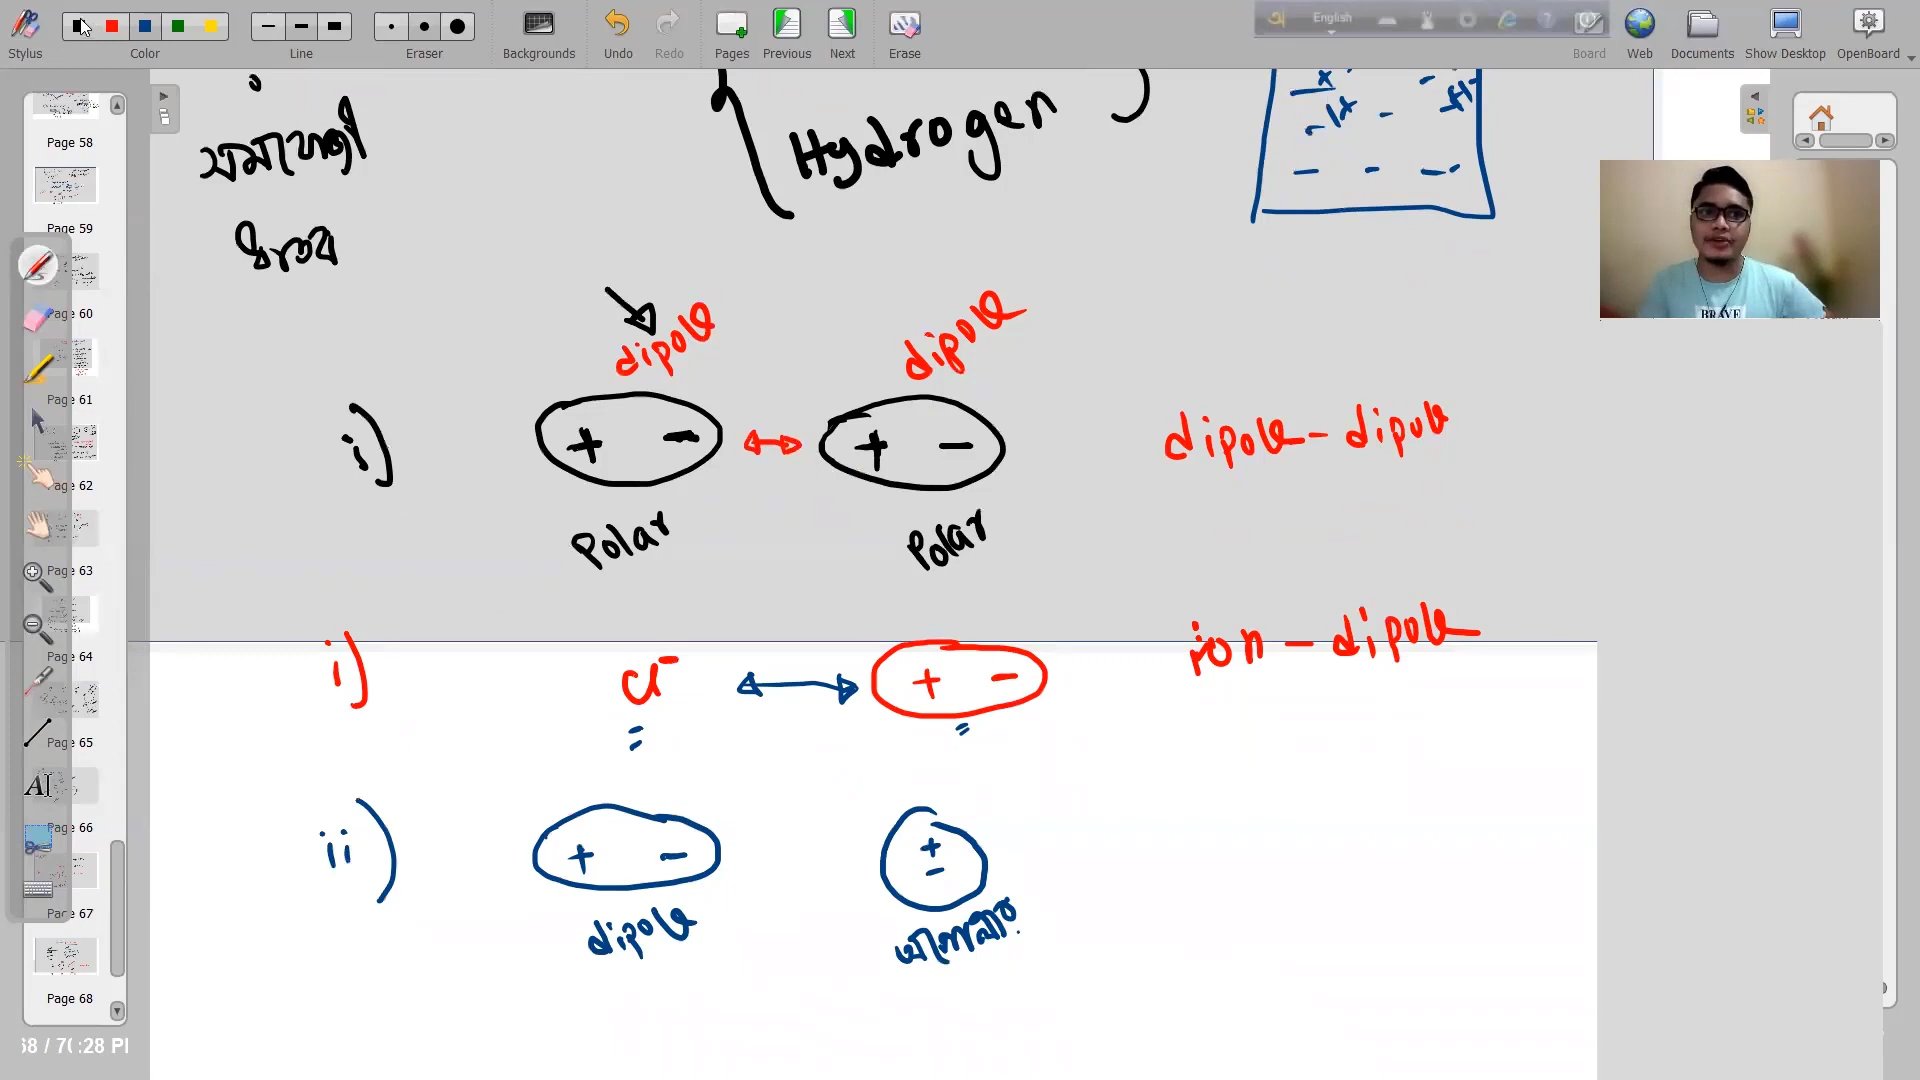 Stylus
Color
Line
Eraser
Backgrounds
Undo
Redo
Pages
Previous
Next
Erase
English
Board
Web
Documents
Show Desktop
OpenBoard
Page 58
Page 59
Page 60
Page 61
Page 62
Page 63
Page 64
Page 65
Page 66
Page 67
Page 68
Hydrogen
BRAVE
dipole
dipole
i)
+ -
+ -
dipole - dipole
Polar
Polar
i)
Cl⁻
+ -
ion - dipole
ii)
+ -
+
-
dipole